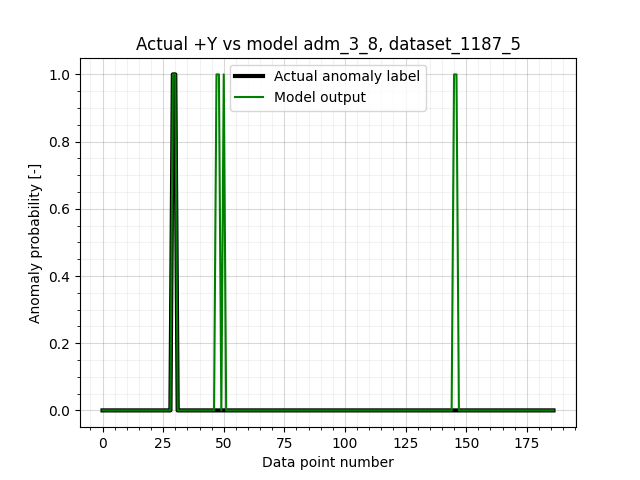 Actual +Y vs model adm_3_8, dataset_1187_5
Actual anomaly label
Model output
Anomaly probability [-]
1.0
0.8
0.6
0.4
0.2
0.0
0 25 50 75 100 125 150 175
Data point number